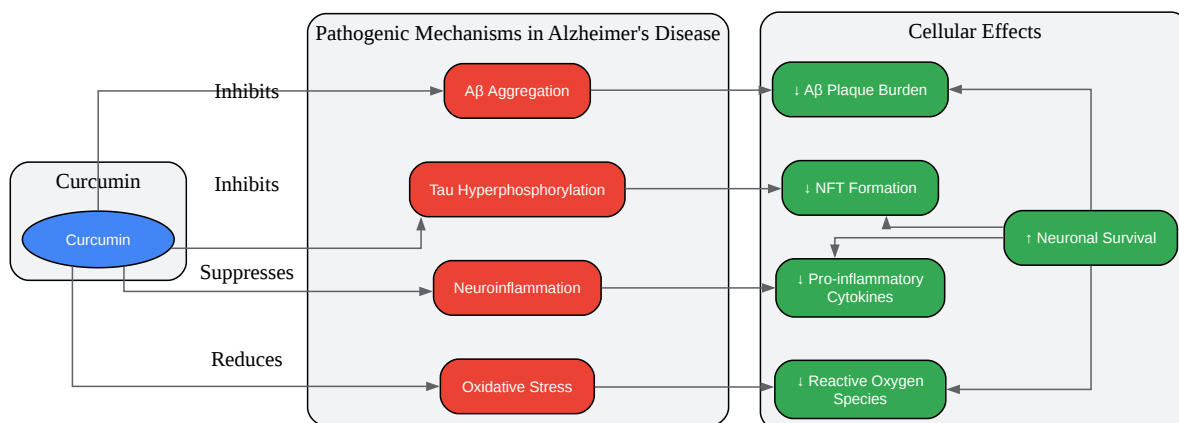 Pathogenic Mechanisms in Alzheimer's Disease
Cellular Effects
Inhibits
Aβ Aggregation
↓ Aβ Plaque Burden
Curcumin
Inhibits
Tau Hyperphosphorylation
↓ NFT Formation
Curcumin
↑ Neuronal Survival
Suppresses
Neuroinflammation
↓ Pro-inflammatory
Cytokines
Reduces
Oxidative Stress
↓ Reactive Oxygen
Species